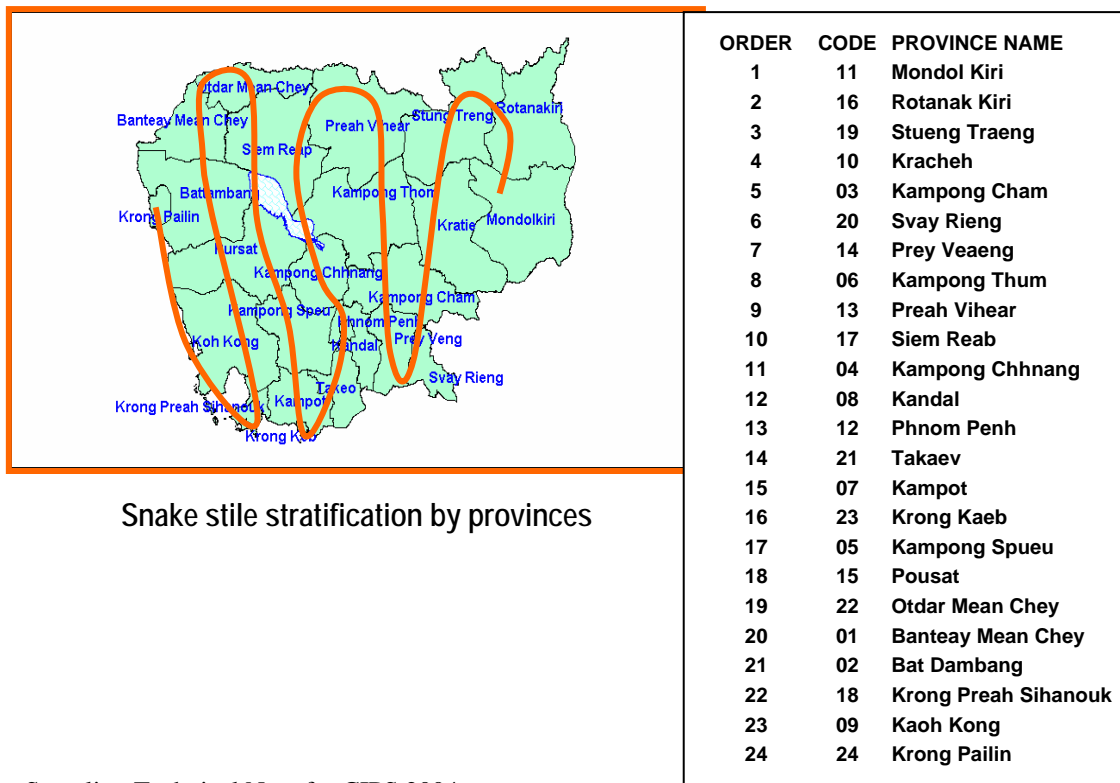 Otdar Mean Chey
Banteay Mean Chey
Siem Reap
Preah Vihear
Stung Treng
Rotanakiri
Battambang
Kampong Thom
Krong Pailin
Kratie
Mondolkiri
Pursat
Kampong Chhnang
Kampong Cham
Kampong Speu
Phnom Penh
Koh Kong
Kandal
Prey Veng
Svay Rieng
Takeo
Krong Preah Sihanouk
Kampot
Krong Keb
Snake stile stratification by provinces
ORDER CODE PROVINCE NAME
1 11 Mondol Kiri
2 16 Rotanak Kiri
3 19 Stueng Traeng
4 10 Kracheh
5 03 Kampong Cham
6 20 Svay Rieng
7 14 Prey Veaeng
8 06 Kampong Thum
9 13 Preah Vihear
10 17 Siem Reab
11 04 Kampong Chhnang
12 08 Kandal
13 12 Phnom Penh
14 21 Takaev
15 07 Kampot
16 23 Krong Kaeb
17 05 Kampong Spueu
18 15 Pousat
19 22 Otdar Mean Chey
20 01 Banteay Mean Chey
21 02 Bat Dambang
22 18 Krong Preah Sihanouk
23 09 Kaoh Kong
24 24 Krong Pailin